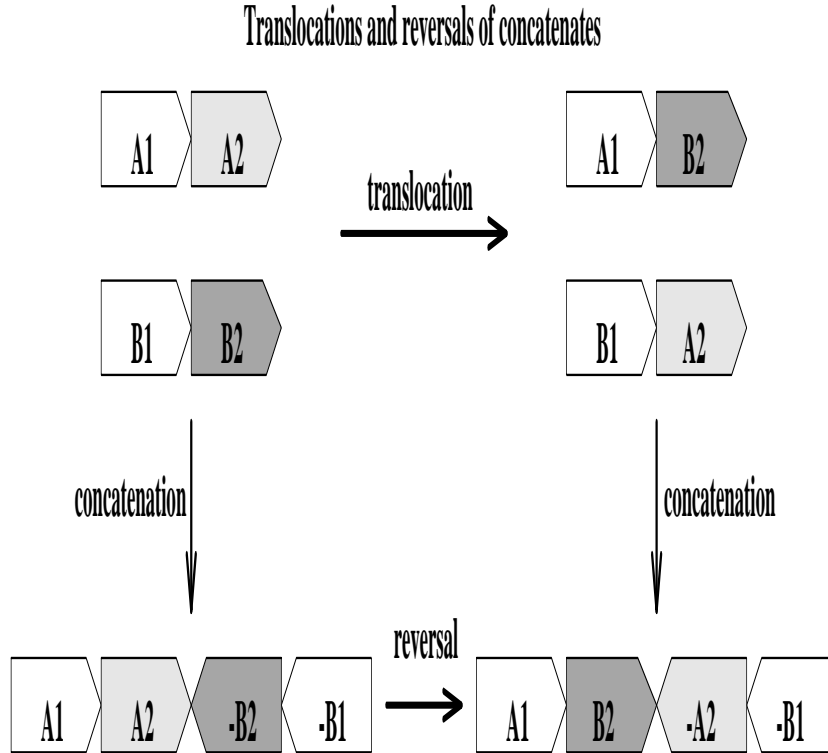 Translocations and reversals of concatenates
A1 A2 A1 B2
translocation
B1 B2 B1 A2
concatenation concatenation
reversal
A1 A2 -B2 -B1 A1 B2 -A2 -B1